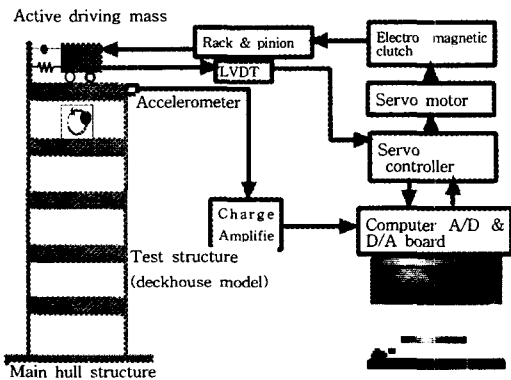 Active driving mass
Rack & pinion
LVDT
Electro magnetic
clutch
Accelerometer
Servo motor
Servo
controller
Charge
Amplifie
Computer A/D &
D/A board
Test structure
(deckhouse model)
Main hull structure